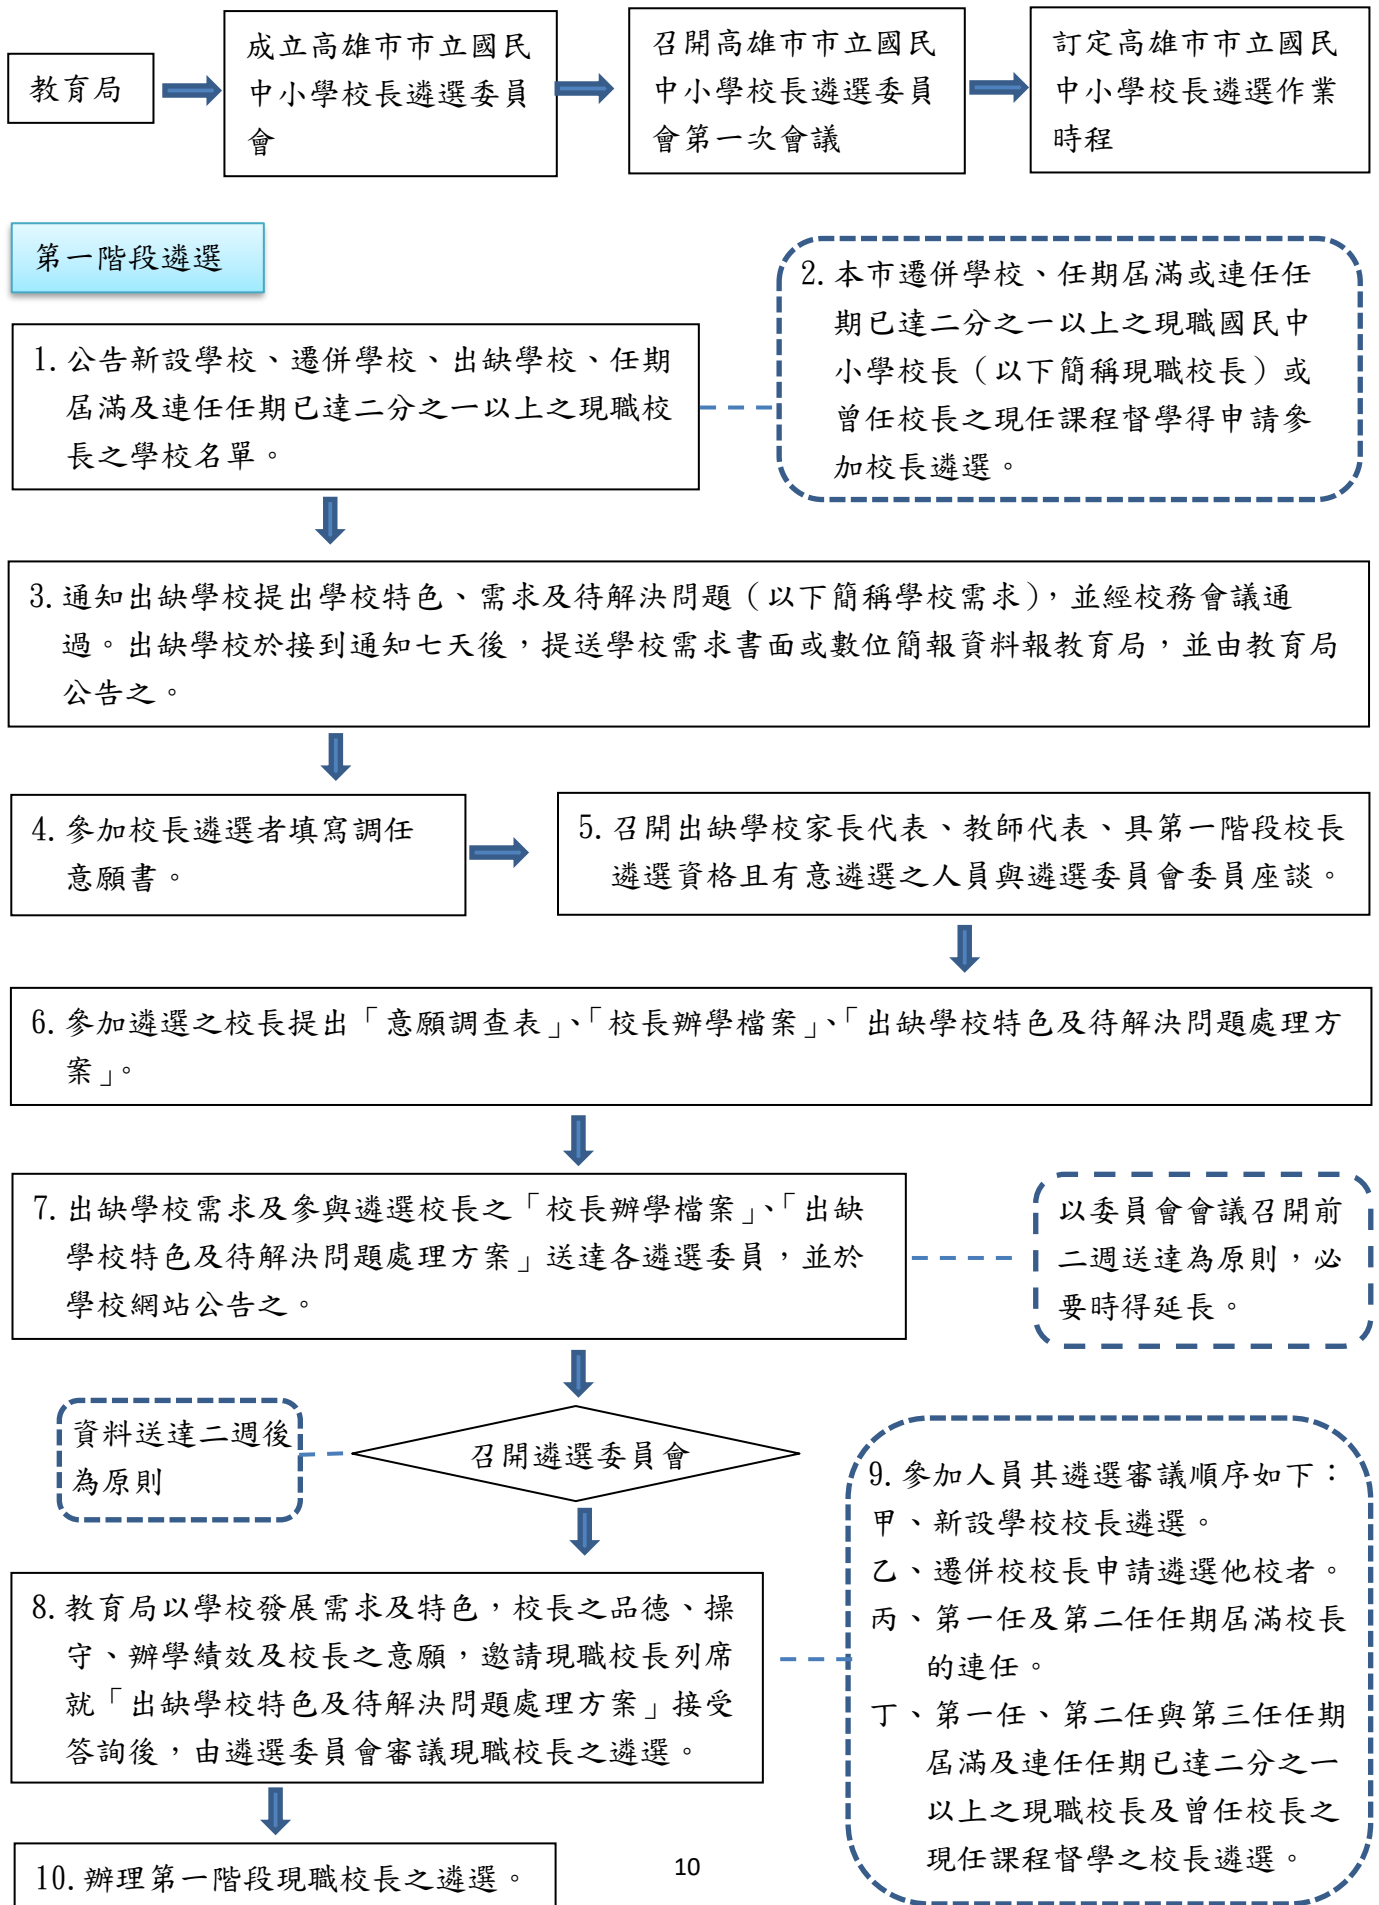 教育局
成立高雄市市立國民
中小學校長遴選委員
會
召開高雄市市立國民
中小學校長遴選委員
會第一次會議
訂定高雄市市立國民
中小學校長遴選作業
時程
第一階段遴選
1.公告新設學校、遷併學校、出缺學校、任期
屆滿及連任任期已達二分之一以上之現職校
長之學校名單。
2.本市遷併學校、任期屆滿或連任任
期已達二分之一以上之現職國民中
小學校長（以下簡稱現職校長）或
曾任校長之現任課程督學得申請參
加校長遴選。
3.通知出缺學校提出學校特色、需求及待解決問題（以下簡稱學校需求），並經校務會議通
過。出缺學校於接到通知七天後，提送學校需求書面或數位簡報資料報教育局，並由教育局
公告之。
4.參加校長遴選者填寫調任
意願書。
5.召開出缺學校家長代表、教師代表、具第一階段校長
遴選資格且有意遴選之人員與遴選委員會委員座談。
6.參加遴選之校長提出「意願調查表」、「校長辦學檔案」、「出缺學校特色及待解決問題處理方
案」。
7.出缺學校需求及參與遴選校長之「校長辦學檔案」、「出缺
學校特色及待解決問題處理方案」送達各遴選委員，並於
學校網站公告之。
以委員會會議召開前
二週送達為原則，必
要時得延長。
資料送達二週後
為原則
召開遴選委員會
8.教育局以學校發展需求及特色，校長之品德、操
守、辦學績效及校長之意願，邀請現職校長列席
就「出缺學校特色及待解決問題處理方案」接受
答詢後，由遴選委員會審議現職校長之遴選。
9.參加人員其遴選審議順序如下：
甲、新設學校校長遴選。
乙、遷併校校長申請遴選他校者。
丙、第一任及第二任任期屆滿校長
的連任。
丁、第一任、第二任與第三任任期
屆滿及連任任期已達二分之一
以上之現職校長及曾任校長之
現任課程督學之校長遴選。
10.辦理第一階段現職校長之遴選。
10